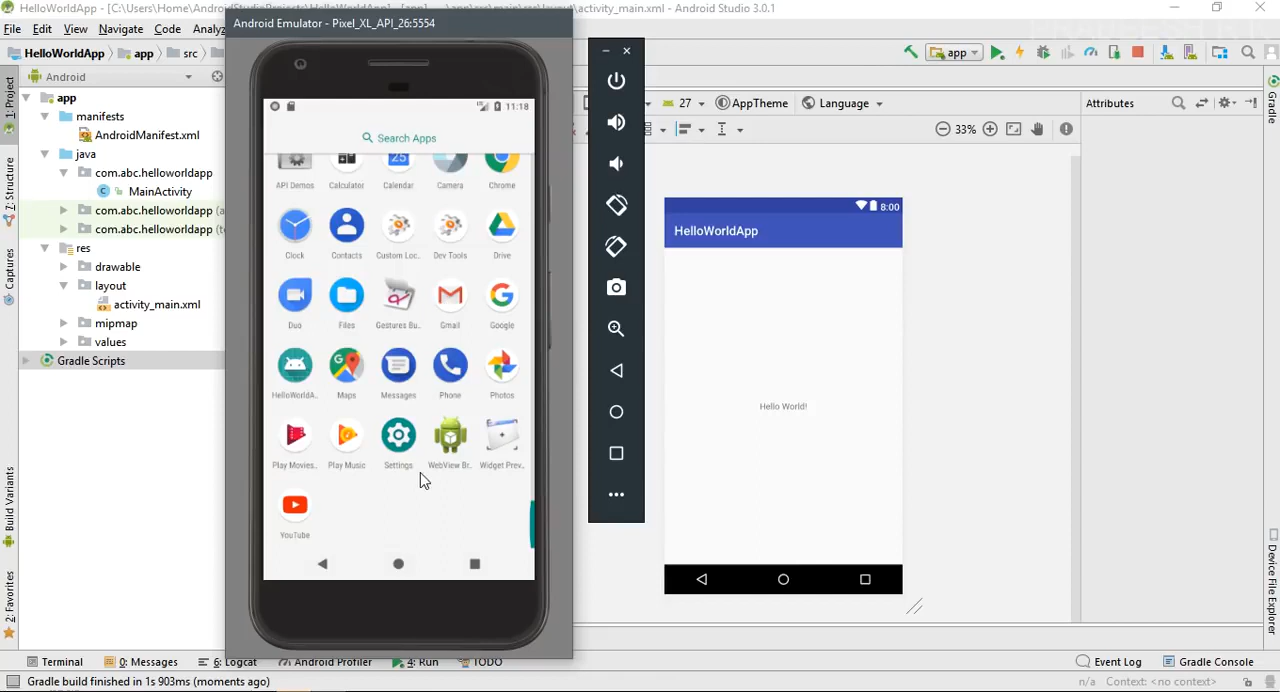 HelloWorldApp - [C:\Users\Home\AndroidStudioProjects\HelloWorldApp] - [app] - ...\app\src\main\res\layout\activity_main.xml - Android Studio 3.0.1
Android Emulator - Pixel_XL_API_26:5554
File Edit View Navigate Code
HelloWorldApp app src
app
Android
27 AppTheme Language
Attributes
33%
1: Project
Z: Structure
Captures
Build Variants
2: Favorites
Gradle
Device File Explorer
app
manifests
AndroidManifest.xml
java
com.abc.helloworldapp
MainActivity
com.abc.helloworldapp
com.abc.helloworldapp
res
drawable
layout
activity_main.xml
mipmap
values
Gradle Scripts
11:18
Search Apps
25
API Demos Calculator Calendar Camera Chrome
Clock Contacts Custom Loc.. Dev Tools Drive
Duo Files Gestures Bu.. Gmail Google
HelloWorldA.. Maps Messages Phone Photos
Play Movies.. Play Music Settings WebView Br.. Widget Prev..
YouTube
8:00
HelloWorldApp
Hello World!
Terminal 0: Messages 6: Logcat Android Profiler 4: Run TODO
Event Log Gradle Console
Gradle build finished in 1s 903ms (moments ago)
n/a Context: <no context>